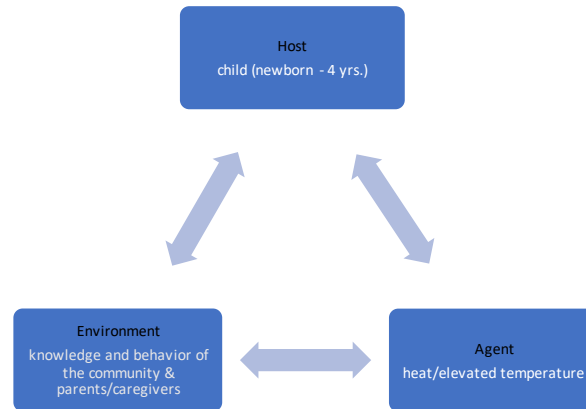 Host
child (newborn - 4 yrs.)
Environment
knowledge and behavior of
the community &
parents/caregivers
Agent
heat/elevated temperature